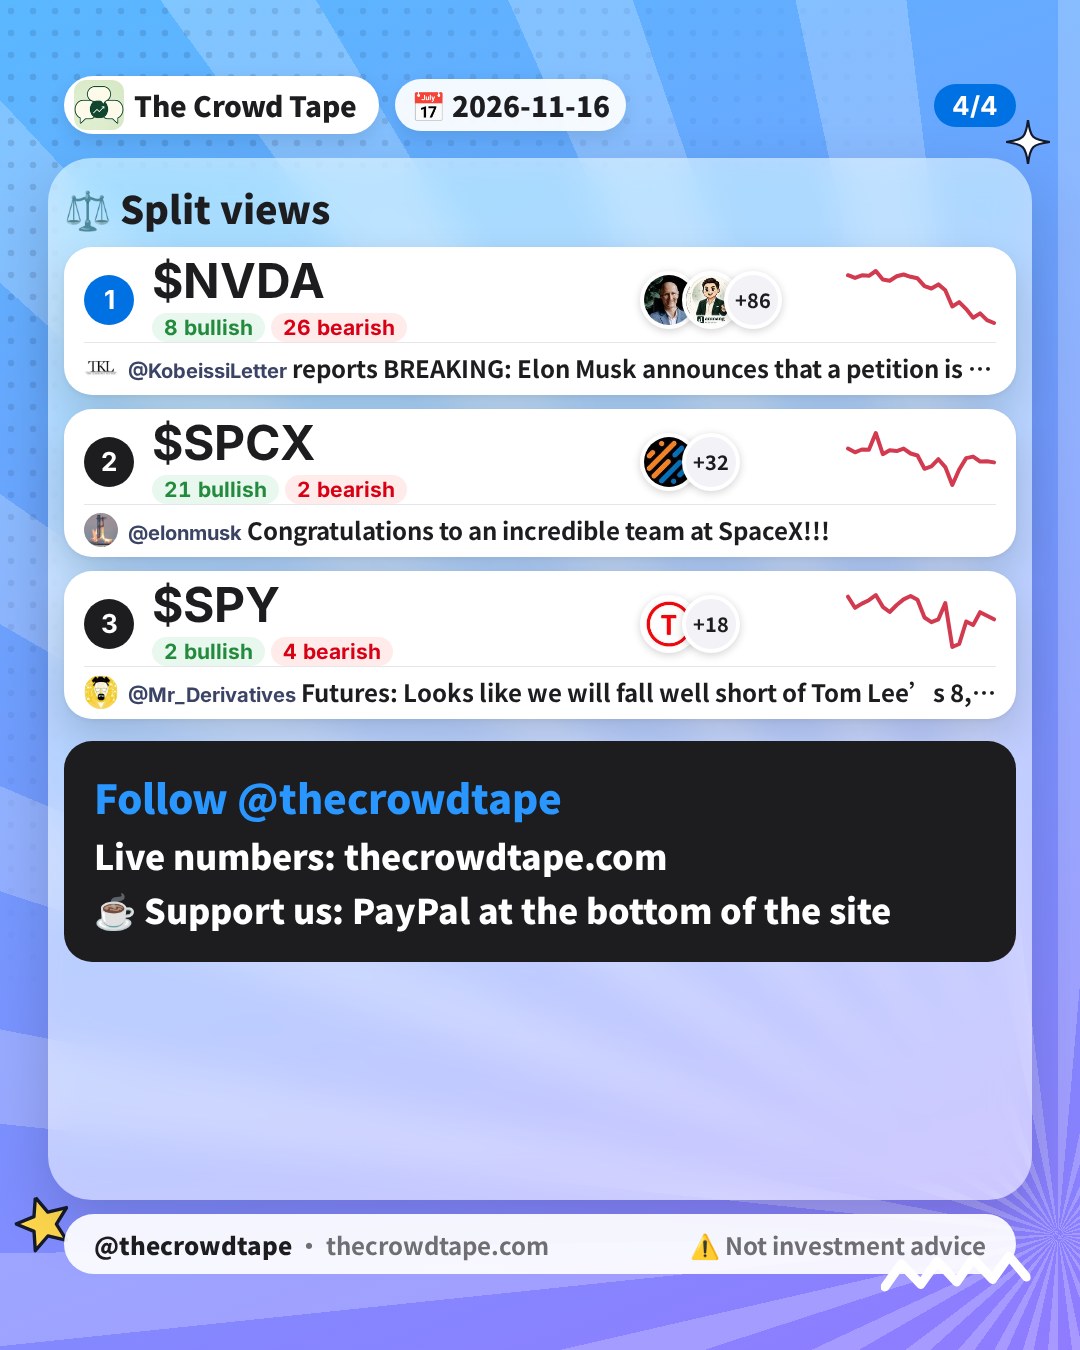 The Crowd Tape
July
2026-11-16
4/4
Split views
1
$NVDA
8 bullish
26 bearish
+86
TKL @KobeissiLetter reports BREAKING: Elon Musk announces that a petition is ⋯
2
$SPCX
21 bullish
2 bearish
+32
@elonmusk Congratulations to an incredible team at SpaceX!!!
3
$SPY
2 bullish
4 bearish
T
+18
@Mr_Derivatives Futures: Looks like we will fall well short of Tom Lee’s 8,⋯
Follow @thecrowdtape
Live numbers: thecrowdtape.com
☕ Support us: PayPal at the bottom of the site
@thecrowdtape • thecrowdtape.com
⚠️ Not investment advice